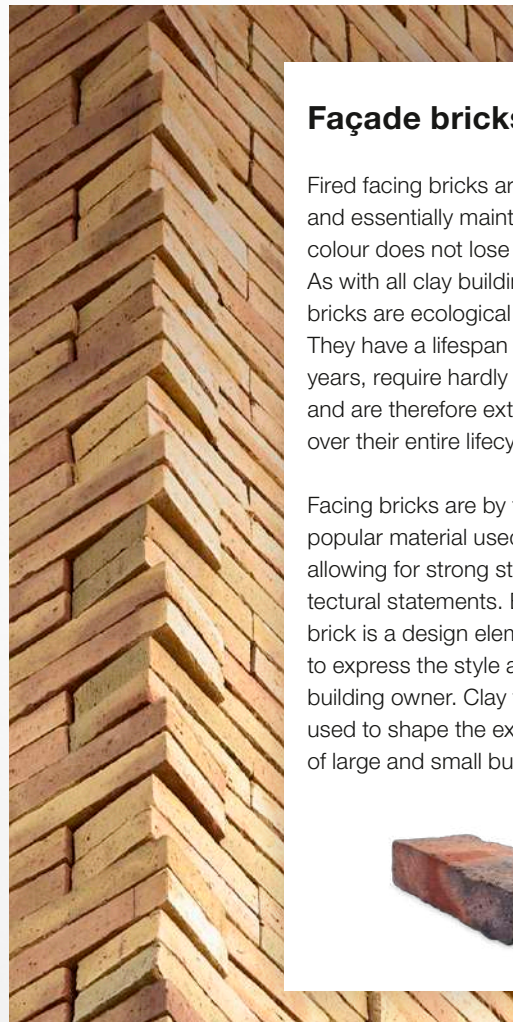 Façade bricks
Fired facing bricks ar
and essentially maint
colour does not lose
As with all clay buildin
bricks are ecological
They have a lifespan
years, require hardly
and are therefore ext
over their entire lifecy
Facing bricks are by
popular material used
allowing for strong st
tectural statements.
brick is a design elem
to express the style a
building owner. Clay
used to shape the ex
of large and small bu